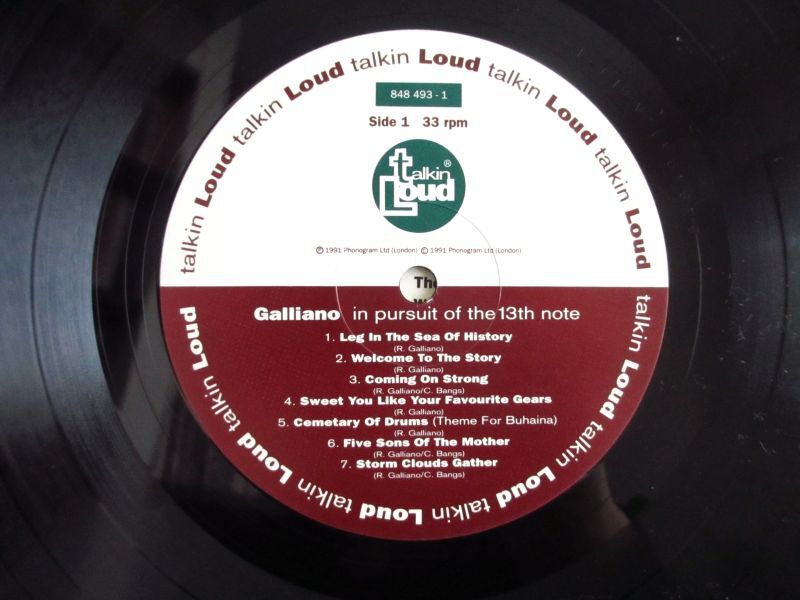 talkin Loud talkin Loud talkin Loud talkin Loud talkin Loud talkin Loud talkin Loud talkin Loud talkin Loud talkin Loud
848 493 - 1
Side 1 33 rpm
talkin ®
Loud
℗ 1991 Phonogram Ltd (London) © 1991 Phonogram Ltd (London)
The
Galliano in pursuit of the 13th note
1. Leg In The Sea Of History
(R. Galliano)
2. Welcome To The Story
(R. Galliano)
3. Coming On Strong
(R. Galliano/C. Bangs)
4. Sweet You Like Your Favourite Gears
(R. Galliano)
5. Cemetary Of Drums (Theme For Buhaina)
(R. Galliano)
6. Five Sons Of The Mother
(R. Galliano/C. Bangs)
7. Storm Clouds Gather
(R. Galliano/C. Bangs)